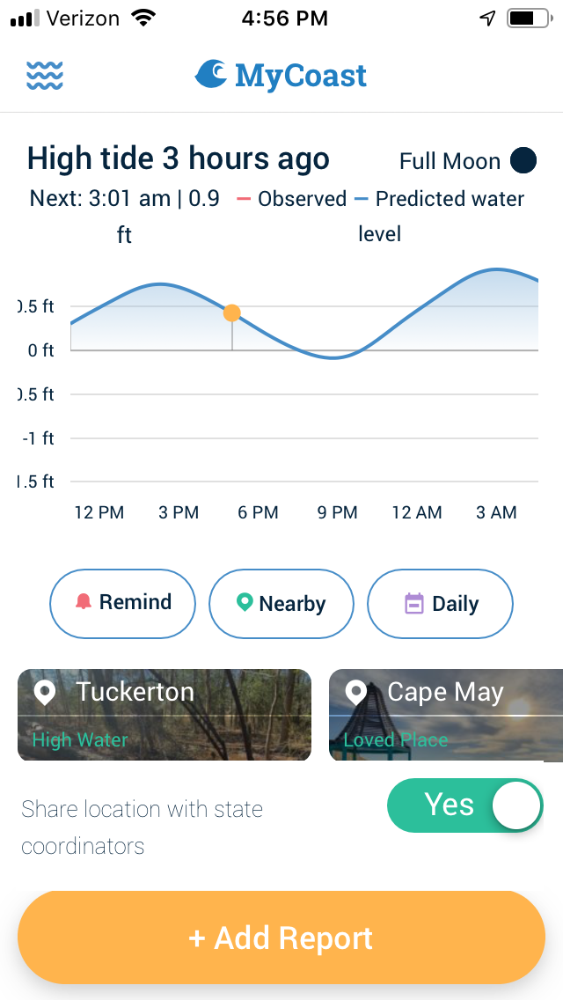 Verizon 4:56 PM
MyCoast
High tide 3 hours ago
Full Moon
Next: 3:01 am | 0.9
ft
Observed
Predicted water
level
0.5 ft
0 ft
0.5 ft
-1 ft
1.5 ft
12 PM 3 PM 6 PM 9 PM 12 AM 3 AM
Remind
Nearby
Daily
Tuckerton
High Water
Cape May
Loved Place
Share location with state
coordinators
Yes
+ Add Report